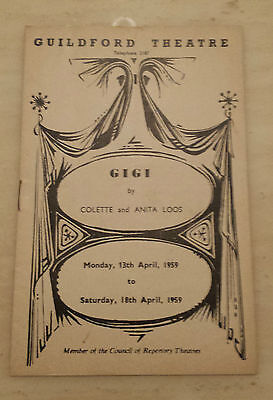 GUILDFORD THEATRE
Telephone 2187
GIGI
by
COLETTE and ANITA LOOS
Monday, 13th April, 1959
to
Saturday, 18th April, 1959
Member of the Council of Repertory Theatres